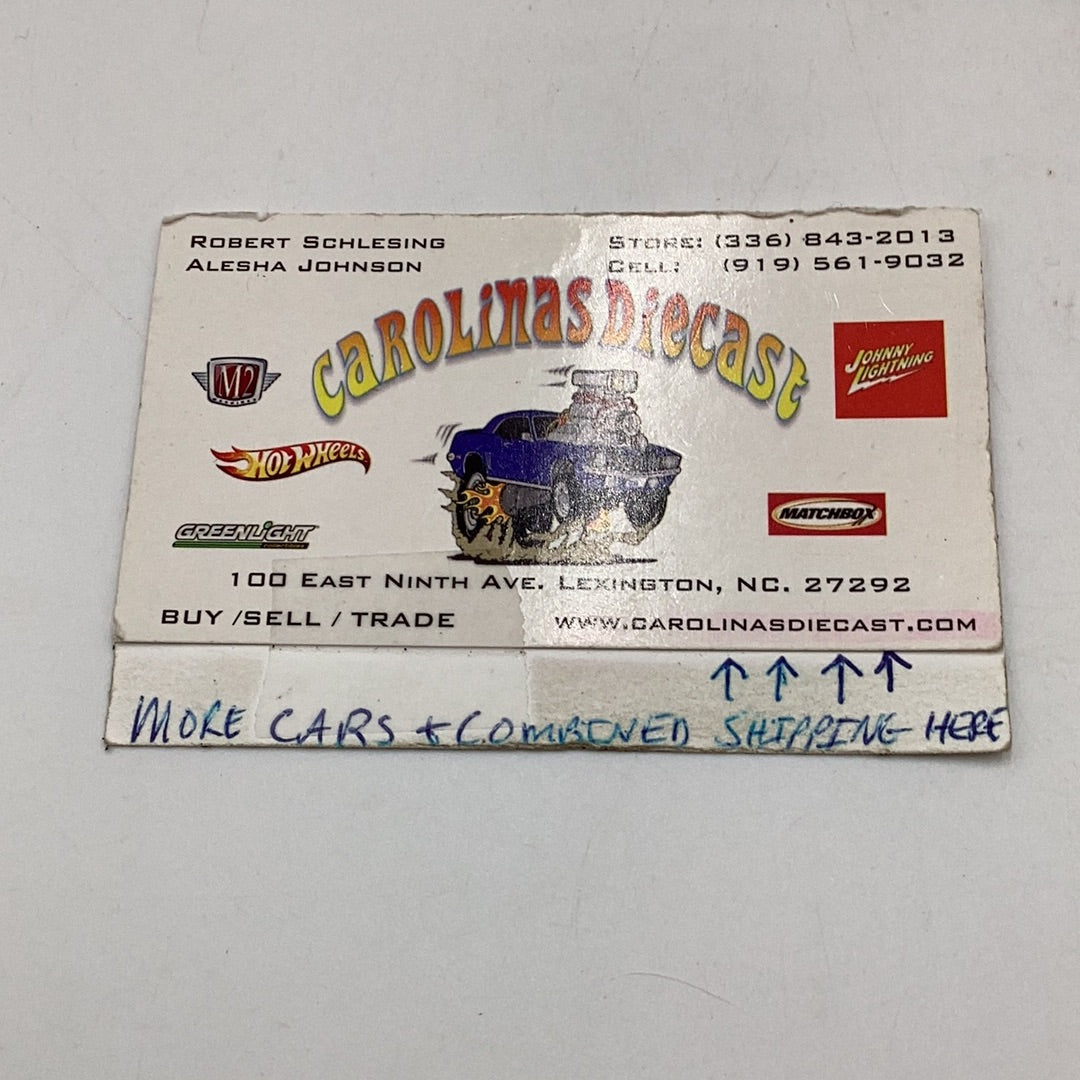 ROBERT SCHLESING
ALESHA JOHNSON
STORE: (336) 843-2013
CELL: (919) 561-9032
CAROLINAS DIECAST
M2
JOHNNY
LIGHTNING
HOT WHEELS
MATCHBOX
GREENLIGHT
100 EAST NINTH AVE. LEXINGTON, NC. 27292
BUY /SELL / TRADE
WWW.CAROLINASDIECAST.COM
MORE CARS + COMBINED SHIPPING HERE